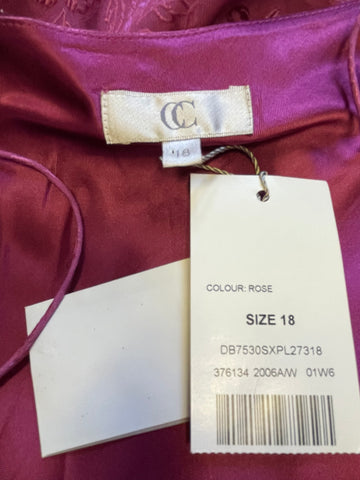 CC
18
COLOUR: ROSE
SIZE 18
DB7530SXPL27318
376134 2006A/W 01W6